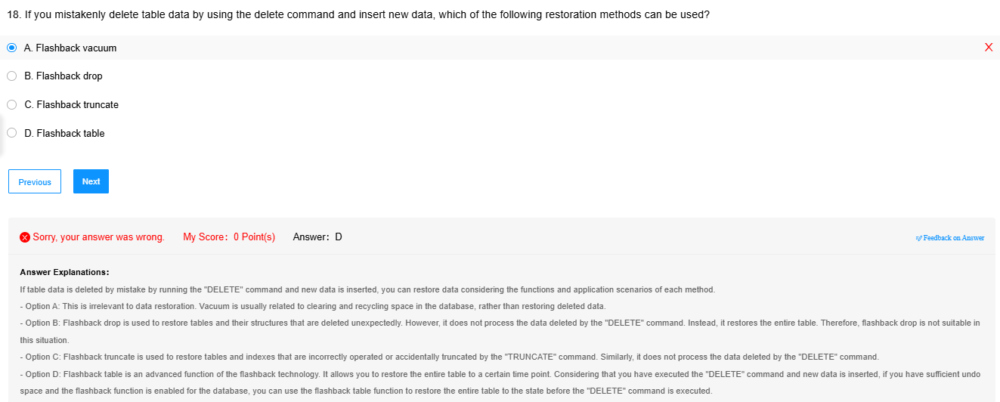 18. If you mistakenly delete table data by using the delete command and insert new data, which of the following restoration methods can be used?
A. Flashback vacuum
X
B. Flashback drop
C. Flashback truncate
D. Flashback table
Previous
Next
Sorry, your answer was wrong. My Score: 0 Point(s) Answer: D
Feedback on Answer
Answer Explanations:
If table data is deleted by mistake by running the "DELETE" command and new data is inserted, you can restore data considering the functions and application scenarios of each method.
- Option A: This is irrelevant to data restoration. Vacuum is usually related to clearing and recycling space in the database, rather than restoring deleted data.
- Option B: Flashback drop is used to restore tables and their structures that are deleted unexpectedly. However, it does not process the data deleted by the "DELETE" command. Instead, it restores the entire table. Therefore, flashback drop is not suitable in
this situation.
- Option C: Flashback truncate is used to restore tables and indexes that are incorrectly operated or accidentally truncated by the "TRUNCATE" command. Similarly, it does not process the data deleted by the "DELETE" command.
- Option D: Flashback table is an advanced function of the flashback technology. It allows you to restore the entire table to a certain time point. Considering that you have executed the "DELETE" command and new data is inserted, if you have sufficient undo
space and the flashback function is enabled for the database, you can use the flashback table function to restore the entire table to the state before the "DELETE" command is executed.